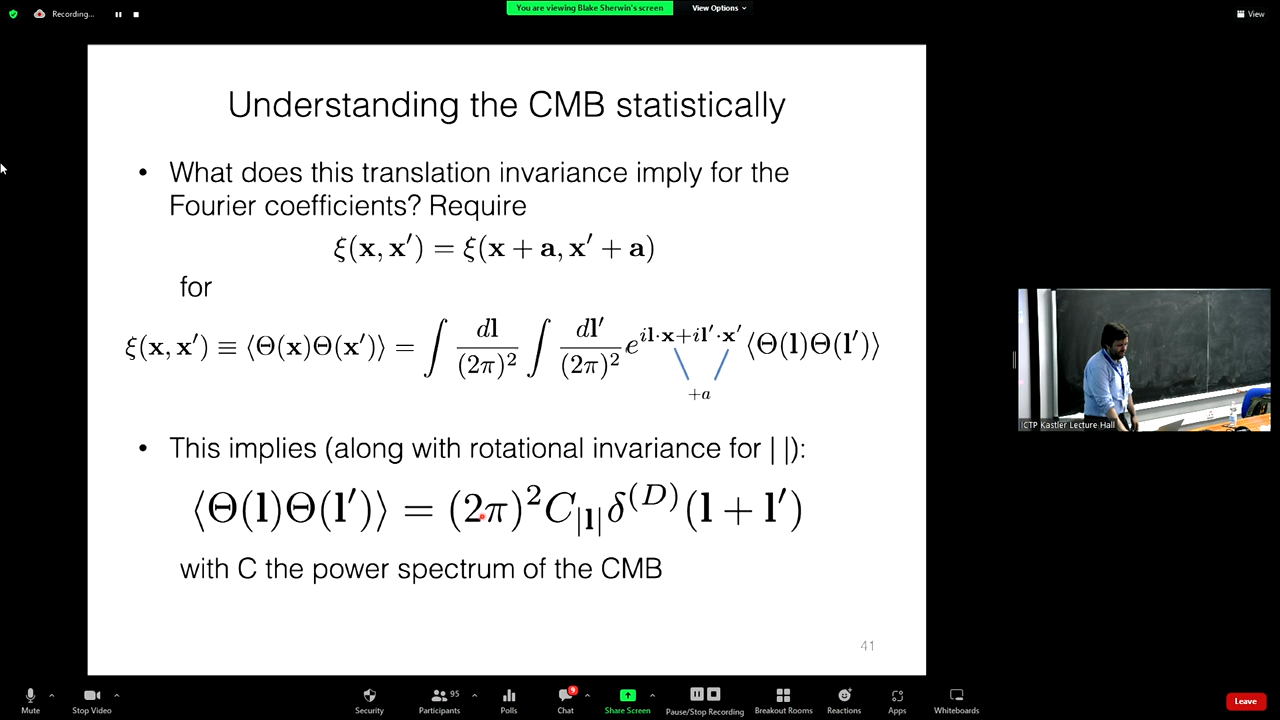 Recording...
You are viewing Blake Sherwin's screen
View Options
View
Understanding the CMB statistically
• What does this translation invariance imply for the
Fourier coefficients? Require
ξ(x, x′) = ξ(x + a, x′ + a)
for
ξ(x, x′) ≡ ⟨Θ(x)Θ(x′)⟩ = ∫ dl/(2π)² ∫ dl′/(2π)² e^{il·x+il′·x′} ⟨Θ(l)Θ(l′)⟩
+a
• This implies (along with rotational invariance for | |):
⟨Θ(l)Θ(l′)⟩ = (2π)² C_{|l|} δ^{(D)}(l + l′)
with C the power spectrum of the CMB
41
ICTP Kastler Lecture Hall
Mute
Stop Video
Security
95
Participants
Polls
9
Chat
Share Screen
Pause/Stop Recording
Breakout Rooms
Reactions
Apps
Whiteboards
Leave